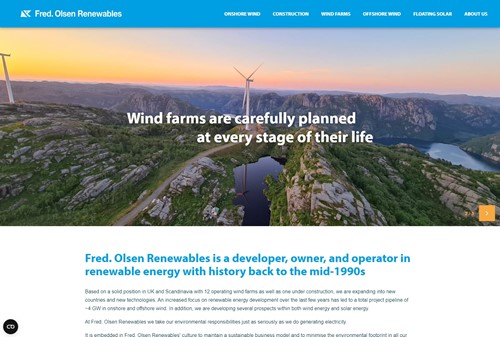 Fred. Olsen Renewables
ONSHORE WIND CONSTRUCTION WIND FARMS OFFSHORE WIND FLOATING SOLAR ABOUT US
Wind farms are carefully planned
at every stage of their life
Fred. Olsen Renewables is a developer, owner, and operator in
renewable energy with history back to the mid-1990s
Based on a solid position in UK and Scandinavia with 12 operating wind farms as well as one under construction, we are expanding into new
countries and new technologies. An increased focus on renewable energy development over the last few years has led to a total project pipeline of
~4 GW in onshore and offshore wind. In addition, we are developing several prospects within both wind energy and solar energy.
At Fred. Olsen Renewables we take our environmental responsibilities just as seriously as we do generating electricity.
It is embedded in Fred. Olsen Renewables' culture to maintain a sustainable business model and to minimise the environmental footprint in all our